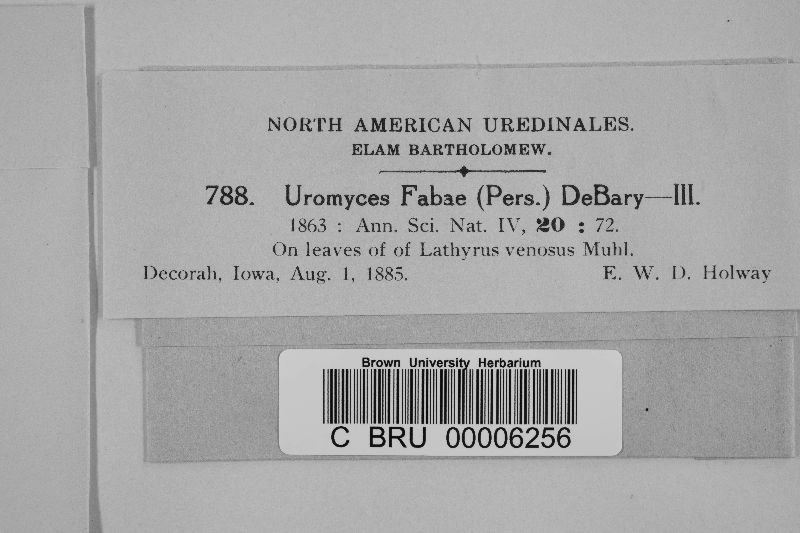 NORTH AMERICAN UREDINALES.
ELAM BARTHOLOMEW.
788. Uromyces Fabae (Pers.) DeBary—III.
1863 : Ann. Sci. Nat. IV, 20 : 72.
On leaves of of Lathyrus venosus Muhl.
Decorah, Iowa, Aug. 1, 1885. E. W. D. Holway
Brown University Herbarium
C BRU 00006256